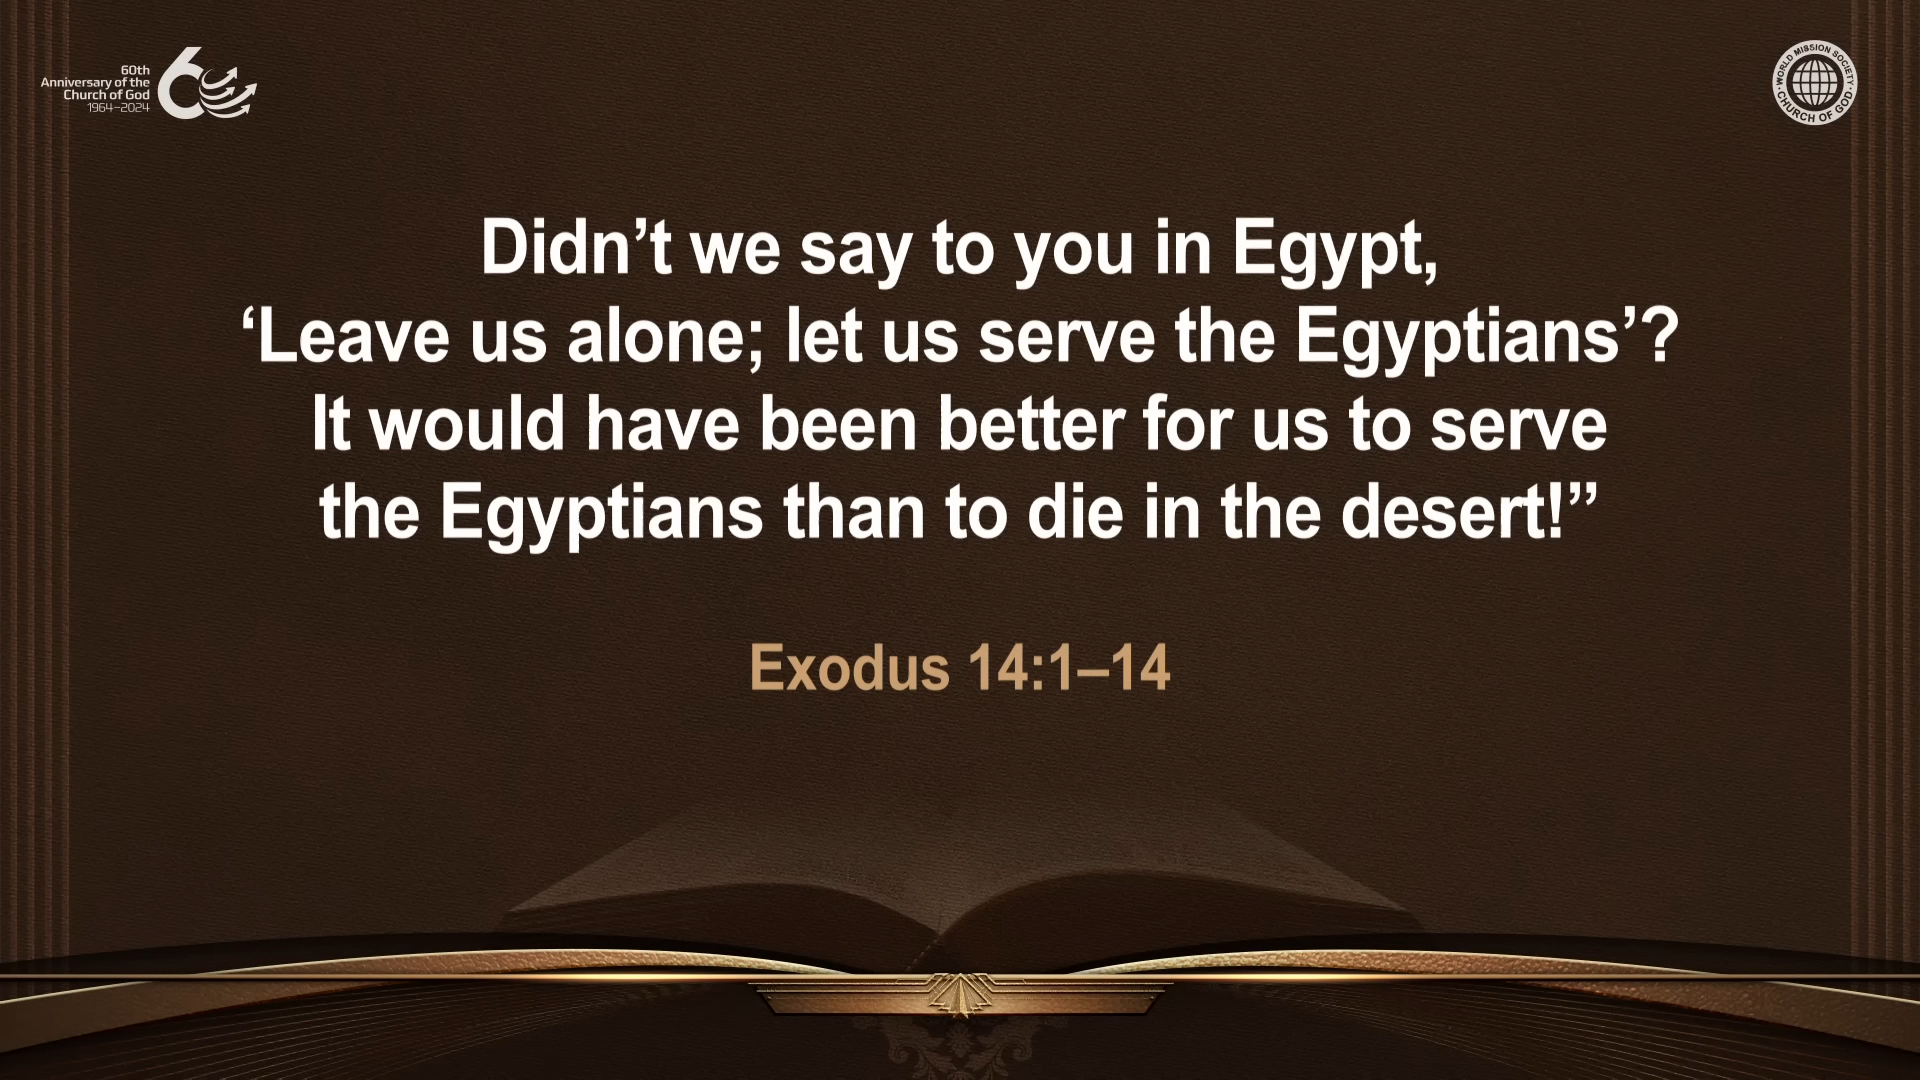 60th
Anniversary of the
Church of God
1964–2024
60
WORLD MISSION SOCIETY
CHURCH OF GOD
Didn’t we say to you in Egypt,
‘Leave us alone; let us serve the Egyptians’?
It would have been better for us to serve
the Egyptians than to die in the desert!”
Exodus 14:1–14